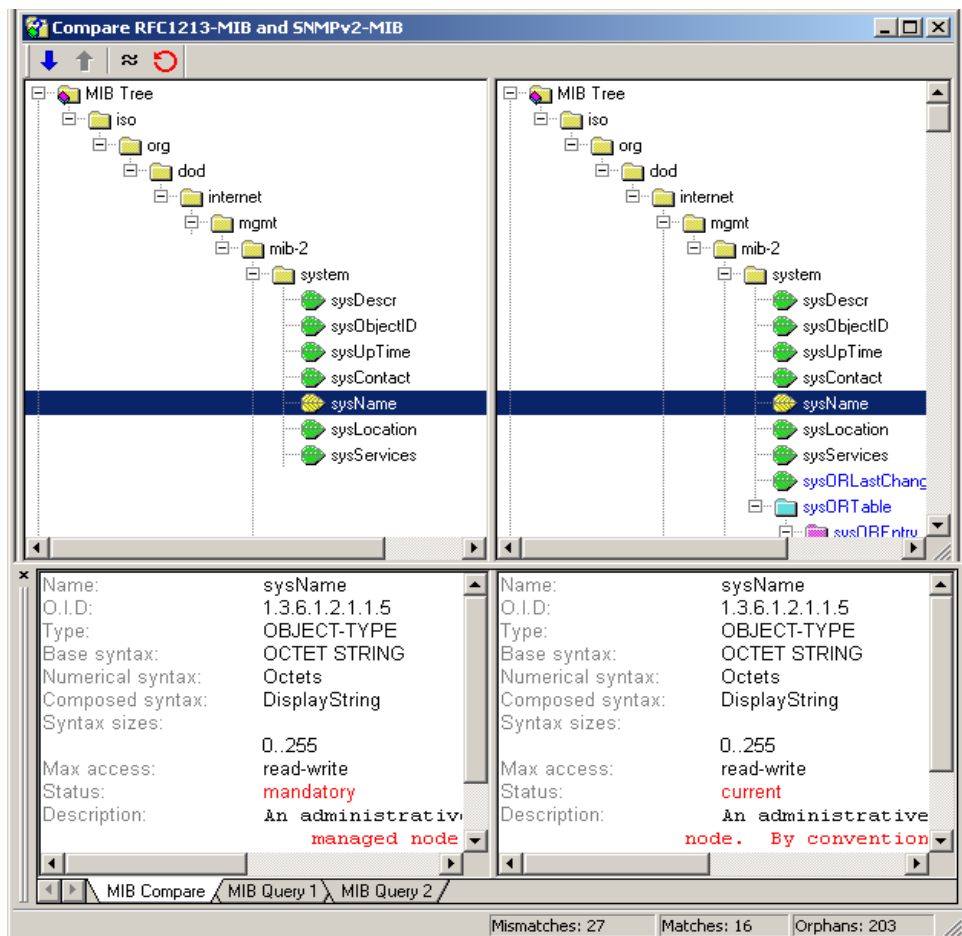 Compare RFC1213-MIB and SNMPv2-MIB
MIB Tree
iso
org
dod
internet
mgmt
mib-2
system
sysDescr
sysObjectID
sysUpTime
sysContact
sysName
sysLocation
sysServices
MIB Tree
iso
org
dod
internet
mgmt
mib-2
system
sysDescr
sysObjectID
sysUpTime
sysContact
sysName
sysLocation
sysServices
sysORLastChang
sysORTable
sysOREntry
Name: sysName
O.I.D: 1.3.6.1.2.1.1.5
Type: OBJECT-TYPE
Base syntax: OCTET STRING
Numerical syntax: Octets
Composed syntax: DisplayString
Syntax sizes:
0..255
Max access: read-write
Status: mandatory
Description: An administrativ
managed node
Name: sysName
O.I.D: 1.3.6.1.2.1.1.5
Type: OBJECT-TYPE
Base syntax: OCTET STRING
Numerical syntax: Octets
Composed syntax: DisplayString
Syntax sizes:
0..255
Max access: read-write
Status: current
Description: An administrative
node. By convention
MIB Compare MIB Query 1 MIB Query 2
Mismatches: 27 Matches: 16 Orphans: 203